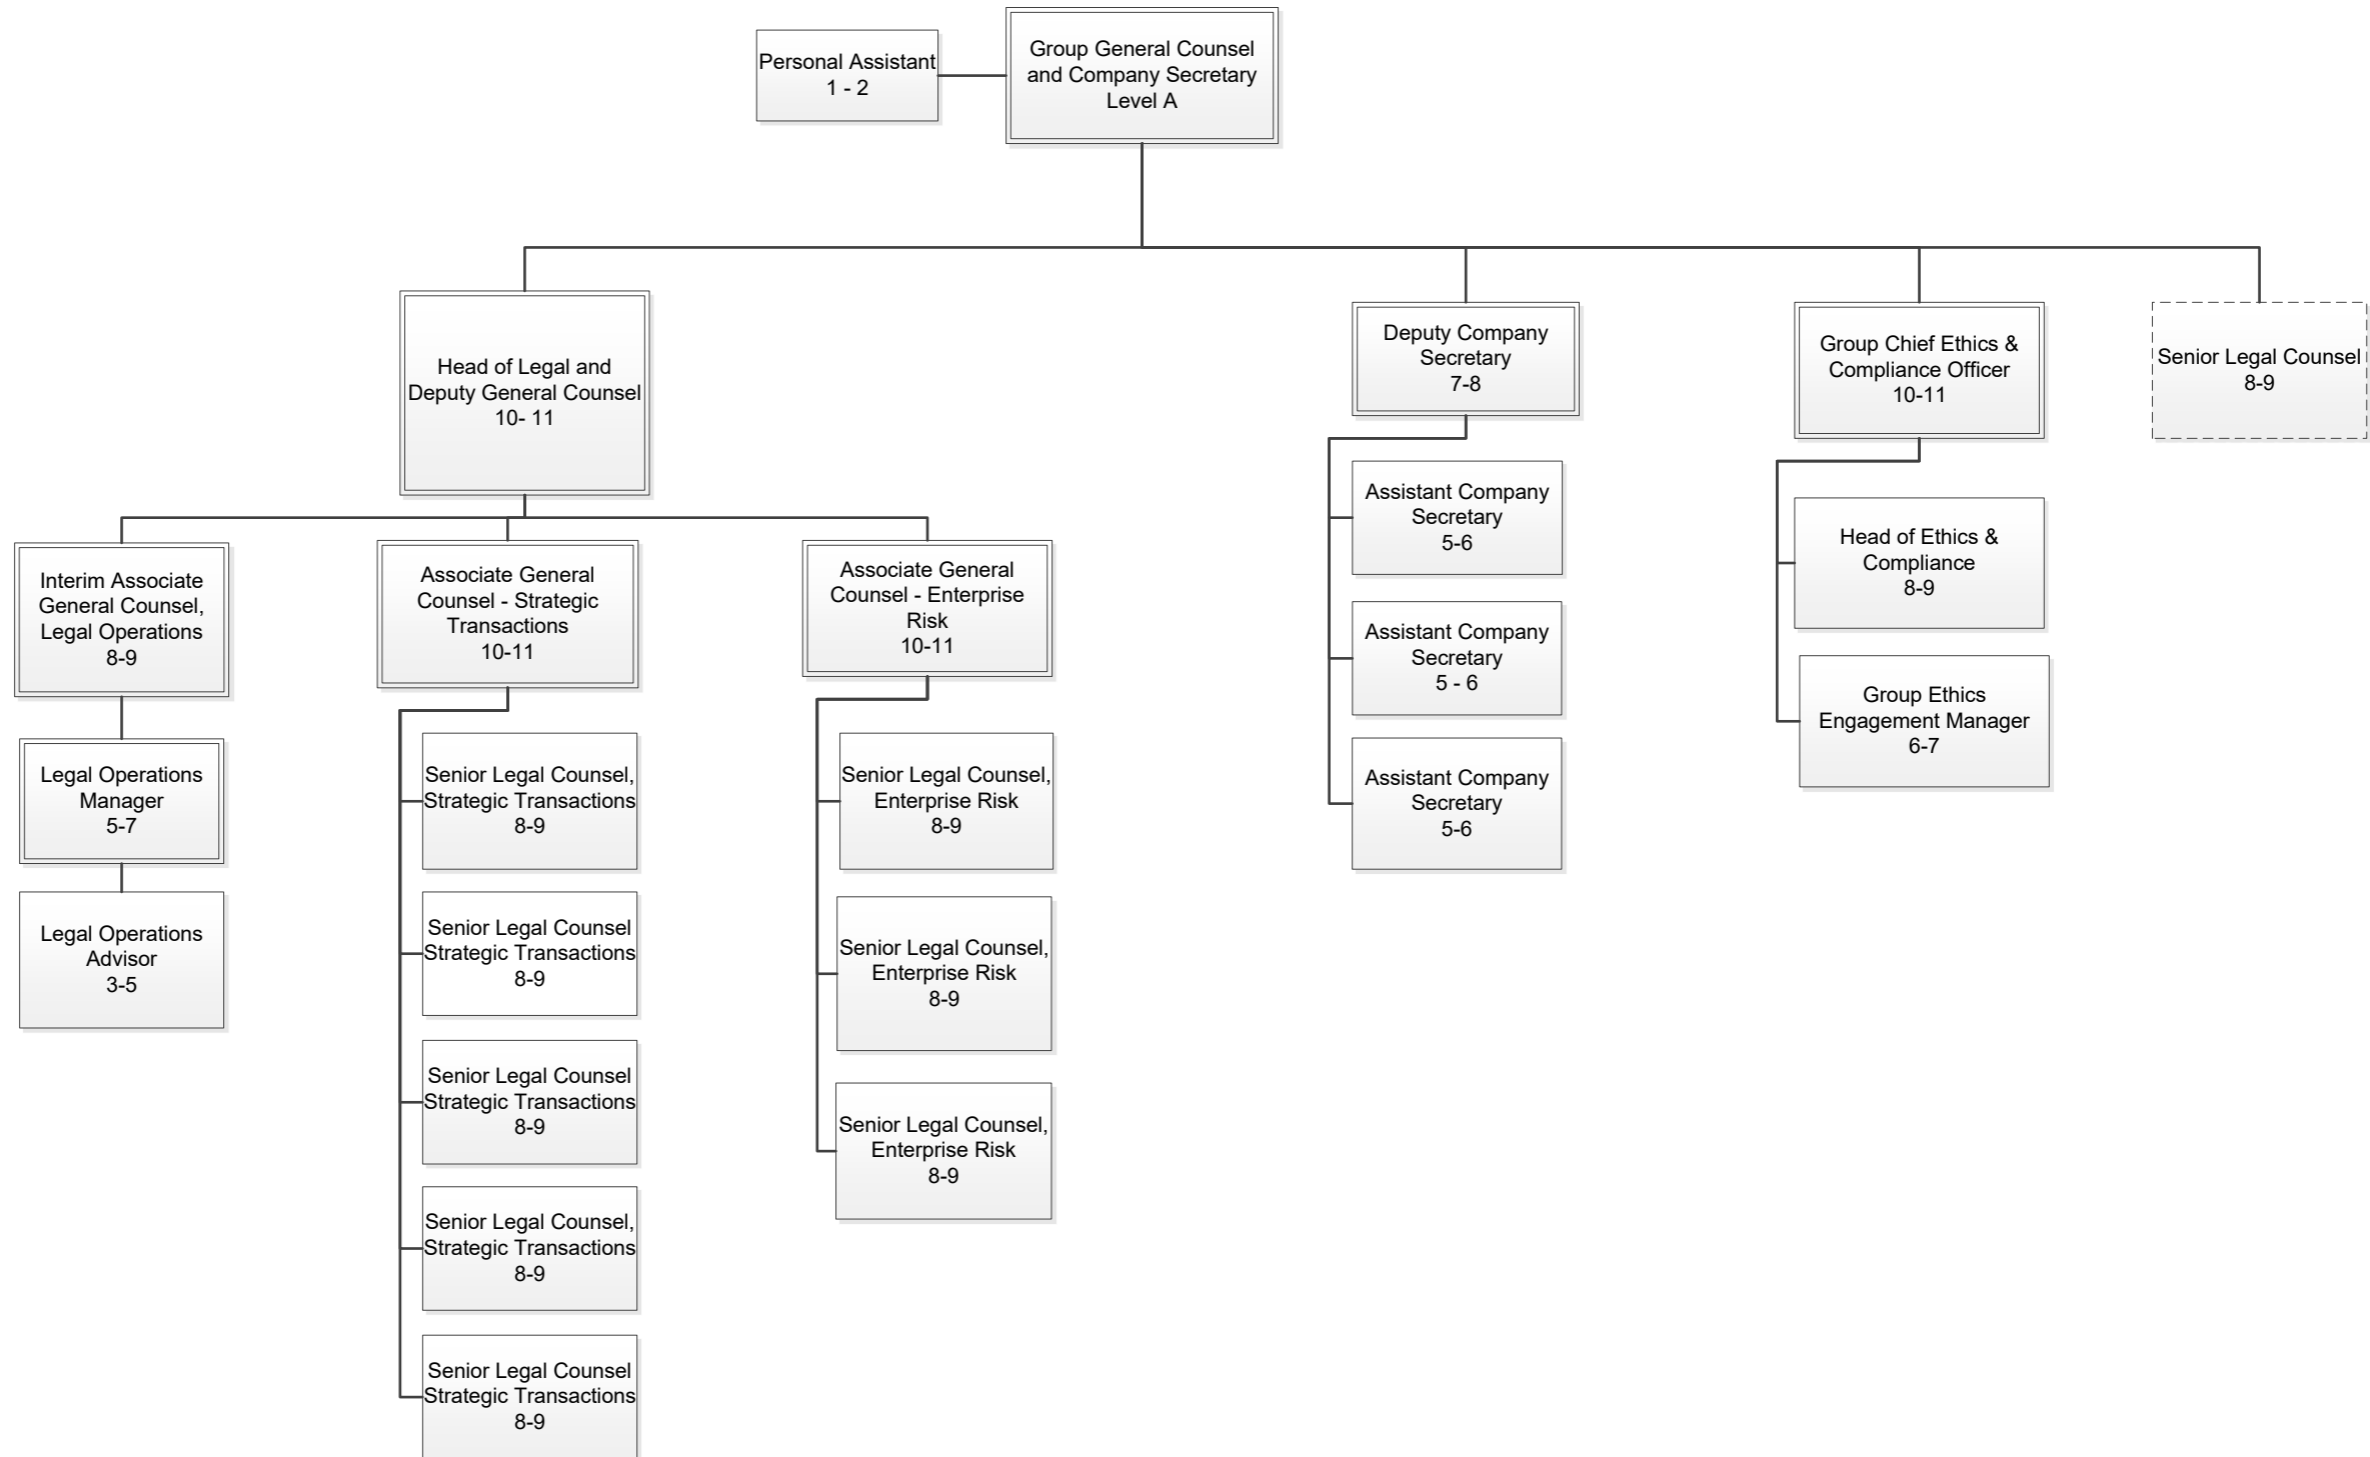 Personal Assistant
1 - 2
Group General Counsel
and Company Secretary
Level A
Head of Legal and
Deputy General Counsel
10- 11
Deputy Company
Secretary
7-8
Group Chief Ethics &
Compliance Officer
10-11
Senior Legal Counsel
8-9
Interim Associate
General Counsel,
Legal Operations
8-9
Associate General
Counsel - Strategic
Transactions
10-11
Associate General
Counsel - Enterprise
Risk
10-11
Legal Operations
Manager
5-7
Legal Operations
Advisor
3-5
Senior Legal Counsel,
Strategic Transactions
8-9
Senior Legal Counsel
Strategic Transactions
8-9
Senior Legal Counsel
Strategic Transactions
8-9
Senior Legal Counsel,
Strategic Transactions
8-9
Senior Legal Counsel
Strategic Transactions
8-9
Senior Legal Counsel,
Enterprise Risk
8-9
Senior Legal Counsel,
Enterprise Risk
8-9
Senior Legal Counsel,
Enterprise Risk
8-9
Assistant Company
Secretary
5-6
Assistant Company
Secretary
5 - 6
Assistant Company
Secretary
5-6
Head of Ethics &
Compliance
8-9
Group Ethics
Engagement Manager
6-7